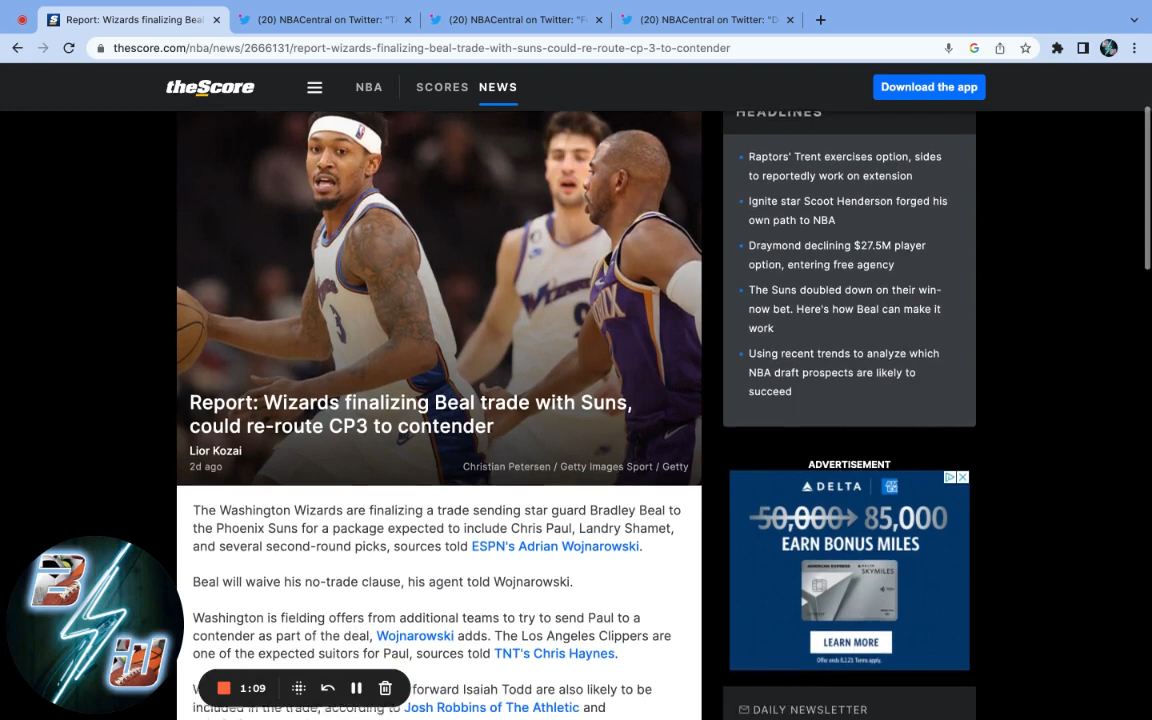 Report: Wizards finalizing Beal
(20) NBACentral on Twitter: "T
(20) NBACentral on Twitter: "F
(20) NBACentral on Twitter: "D
thescore.com/nba/news/2666131/report-wizards-finalizing-beal-trade-with-suns-could-re-route-cp-3-to-contender
theScore
NBA
SCORES
NEWS
Download the app
HEADLINES
Raptors' Trent exercises option, sides
to reportedly work on extension
Ignite star Scoot Henderson forged his
own path to NBA
Draymond declining $27.5M player
option, entering free agency
The Suns doubled down on their win-
now bet. Here's how Beal can make it
work
Using recent trends to analyze which
NBA draft prospects are likely to
succeed
Report: Wizards finalizing Beal trade with Suns,
could re-route CP3 to contender
Lior Kozai
2d ago
Christian Petersen / Getty Images Sport / Getty
ADVERTISEMENT
DELTA
50,000 85,000
EARN BONUS MILES
LEARN MORE
Offer ends 8.2.23 Terms apply.
The Washington Wizards are finalizing a trade sending star guard Bradley Beal to
the Phoenix Suns for a package expected to include Chris Paul, Landry Shamet,
and several second-round picks, sources told ESPN's Adrian Wojnarowski.
Beal will waive his no-trade clause, his agent told Wojnarowski.
Washington is fielding offers from additional teams to try to send Paul to a
contender as part of the deal, Wojnarowski adds. The Los Angeles Clippers are
one of the expected suitors for Paul, sources told TNT's Chris Haynes.
forward Isaiah Todd are also likely to be
included in the trade, according to Josh Robbins of The Athletic and
1:09
DAILY NEWSLETTER